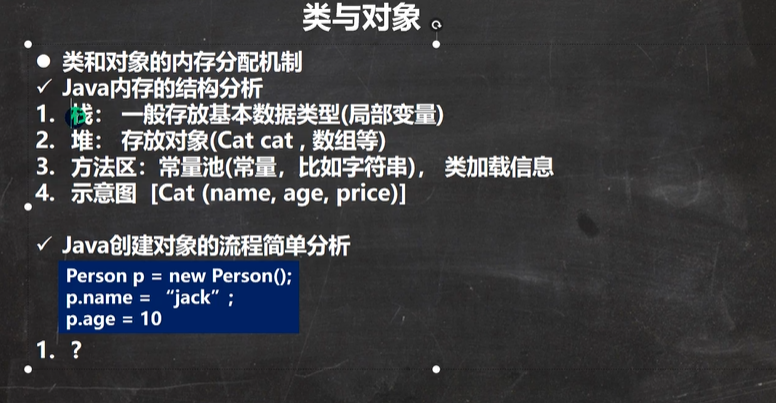 类与对象
● 类和对象的内存分配机制
✓ Java内存的结构分析
1. 栈： 一般存放基本数据类型(局部变量)
2. 堆： 存放对象(Cat cat , 数组等)
3. 方法区：常量池(常量，比如字符串)， 类加载信息
4. 示意图 [Cat (name, age, price)]
✓ Java创建对象的流程简单分析
Person p = new Person();
p.name = “jack”;
p.age = 10
1. ?